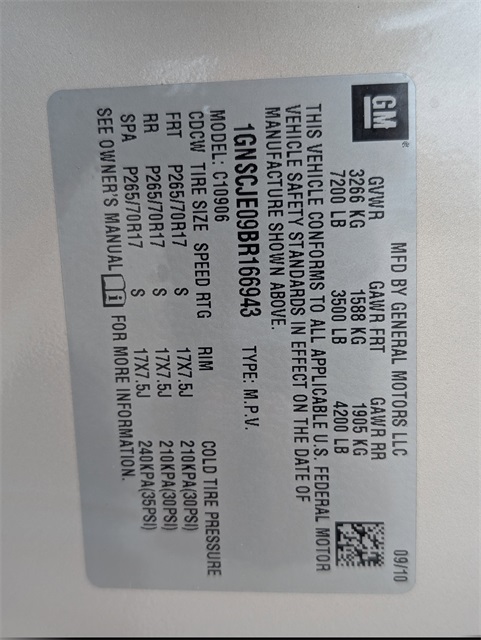 GM® MFD BY GENERAL MOTORS LLC 09/10
GVWR GAWR FRT GAWR RR
3266 KG 1588 KG 1905 KG
7200 LB 3500 LB 4200 LB
THIS VEHICLE CONFORMS TO ALL APPLICABLE U.S. FEDERAL MOTOR
VEHICLE SAFETY STANDARDS IN EFFECT ON THE DATE OF
MANUFACTURE SHOWN ABOVE.
1GNSCJE09BR166943 TYPE: M.P.V.
MODEL: C10906
CDCW TIRE SIZE SPEED RTG RIM COLD TIRE PRESSURE
FRT P265/70R17 S 17X7.5J 210KPA(30PSI)
RR P265/70R17 S 17X7.5J 210KPA(30PSI)
SPA P265/70R17 S 17X7.5J 240KPA(35PSI)
SEE OWNER'S MANUAL i FOR MORE INFORMATION.